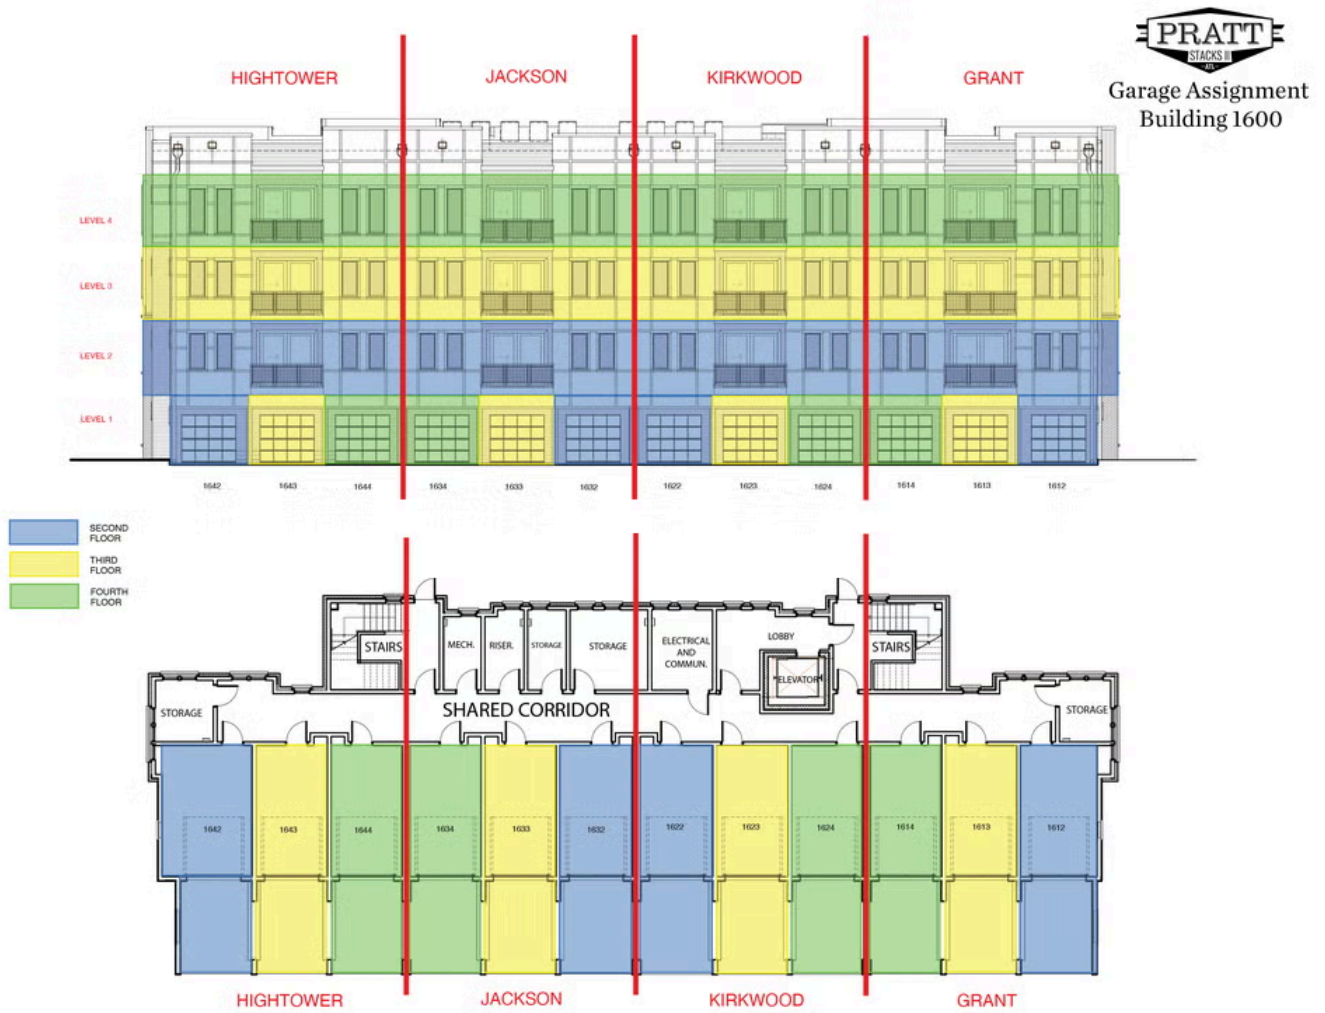 PRATT
STACKS II
-ATL-
Garage Assignment
Building 1600
HIGHTOWER
JACKSON
KIRKWOOD
GRANT
LEVEL 4
LEVEL 3
LEVEL 2
LEVEL 1
1642
1643
1644
1634
1633
1632
1622
1623
1624
1614
1613
1612
SECOND
FLOOR
THIRD
FLOOR
FOURTH
FLOOR
STAIRS
MECH.
RISER.
STORAGE
STORAGE
ELECTRICAL
AND
COMMUN.
LOBBY
ELEVATOR
STAIRS
STORAGE
SHARED CORRIDOR
STORAGE
1642
1643
1644
1634
1633
1632
1622
1623
1624
1614
1613
1612
HIGHTOWER
JACKSON
KIRKWOOD
GRANT